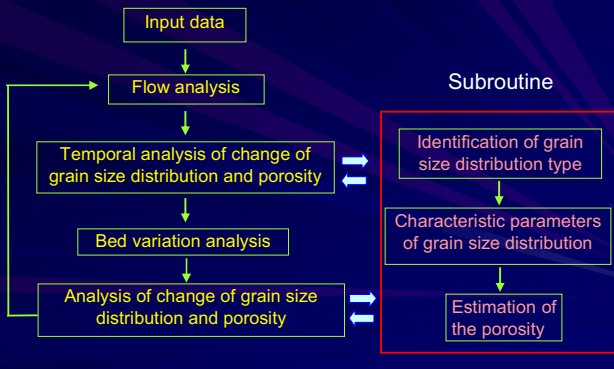 Input data
Flow analysis
Temporal analysis of change of
grain size distribution and porosity
Bed variation analysis
Analysis of change of grain size
distribution and porosity
Subroutine
Identification of grain
size distribution type
Characteristic parameters
of grain size distribution
Estimation of
the porosity